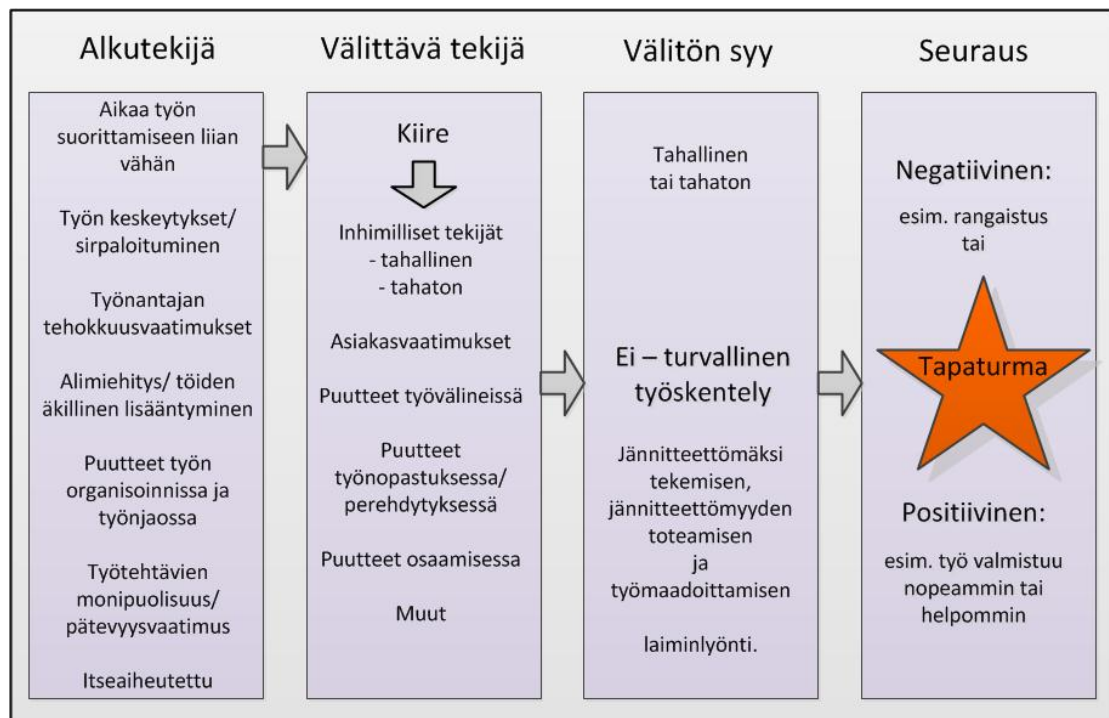 Alkutekijä
Aikaa työn
suorittamiseen liian
vähän
Työn keskeytykset/
sirpaloituminen
Työnantajan
tehokkuusvaatimukset
Alimiehitys/ töiden
äkillinen lisääntyminen
Puutteet työn
organisoinnissa ja
työnjaossa
Työtehtävien
monipuolisuus/
pätevyysvaatimus
Itseaiheutettu
Välittävä tekijä
Kiire
Inhimilliset tekijät
- tahallinen
- tahaton
Asiakasvaatimukset
Puutteet työvälineissä
Puutteet
työnopastuksessa/
perehdytyksessä
Puutteet osaamisessa
Muut
Välitön syy
Tahallinen
tai tahaton
Ei – turvallinen
työskentely
Jännitteettömäksi
tekemisen,
jännitteettömyyden
toteamisen
ja
työmaadoittamisen
laiminlyönti.
Seuraus
Negatiivinen:
esim. rangaistus
tai
Tapaturma
Positiivinen:
esim. työ valmistuu
nopeammin tai
helpommin